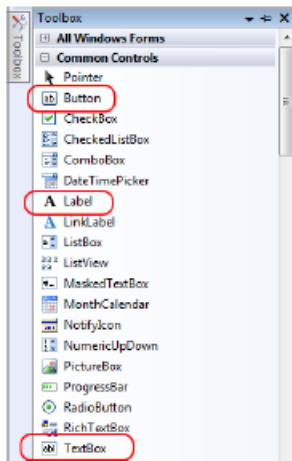 Toolbox
Toolbox
All Windows Forms
Common Controls
Pointer
Button
CheckBox
CheckedListBox
ComboBox
DateTimePicker
A Label
A LinkLabel
ListBox
ListView
MaskedTextBox
MonthCalendar
NotifyIcon
NumericUpDown
PictureBox
ProgressBar
RadioButton
RichTextBox
TextBox